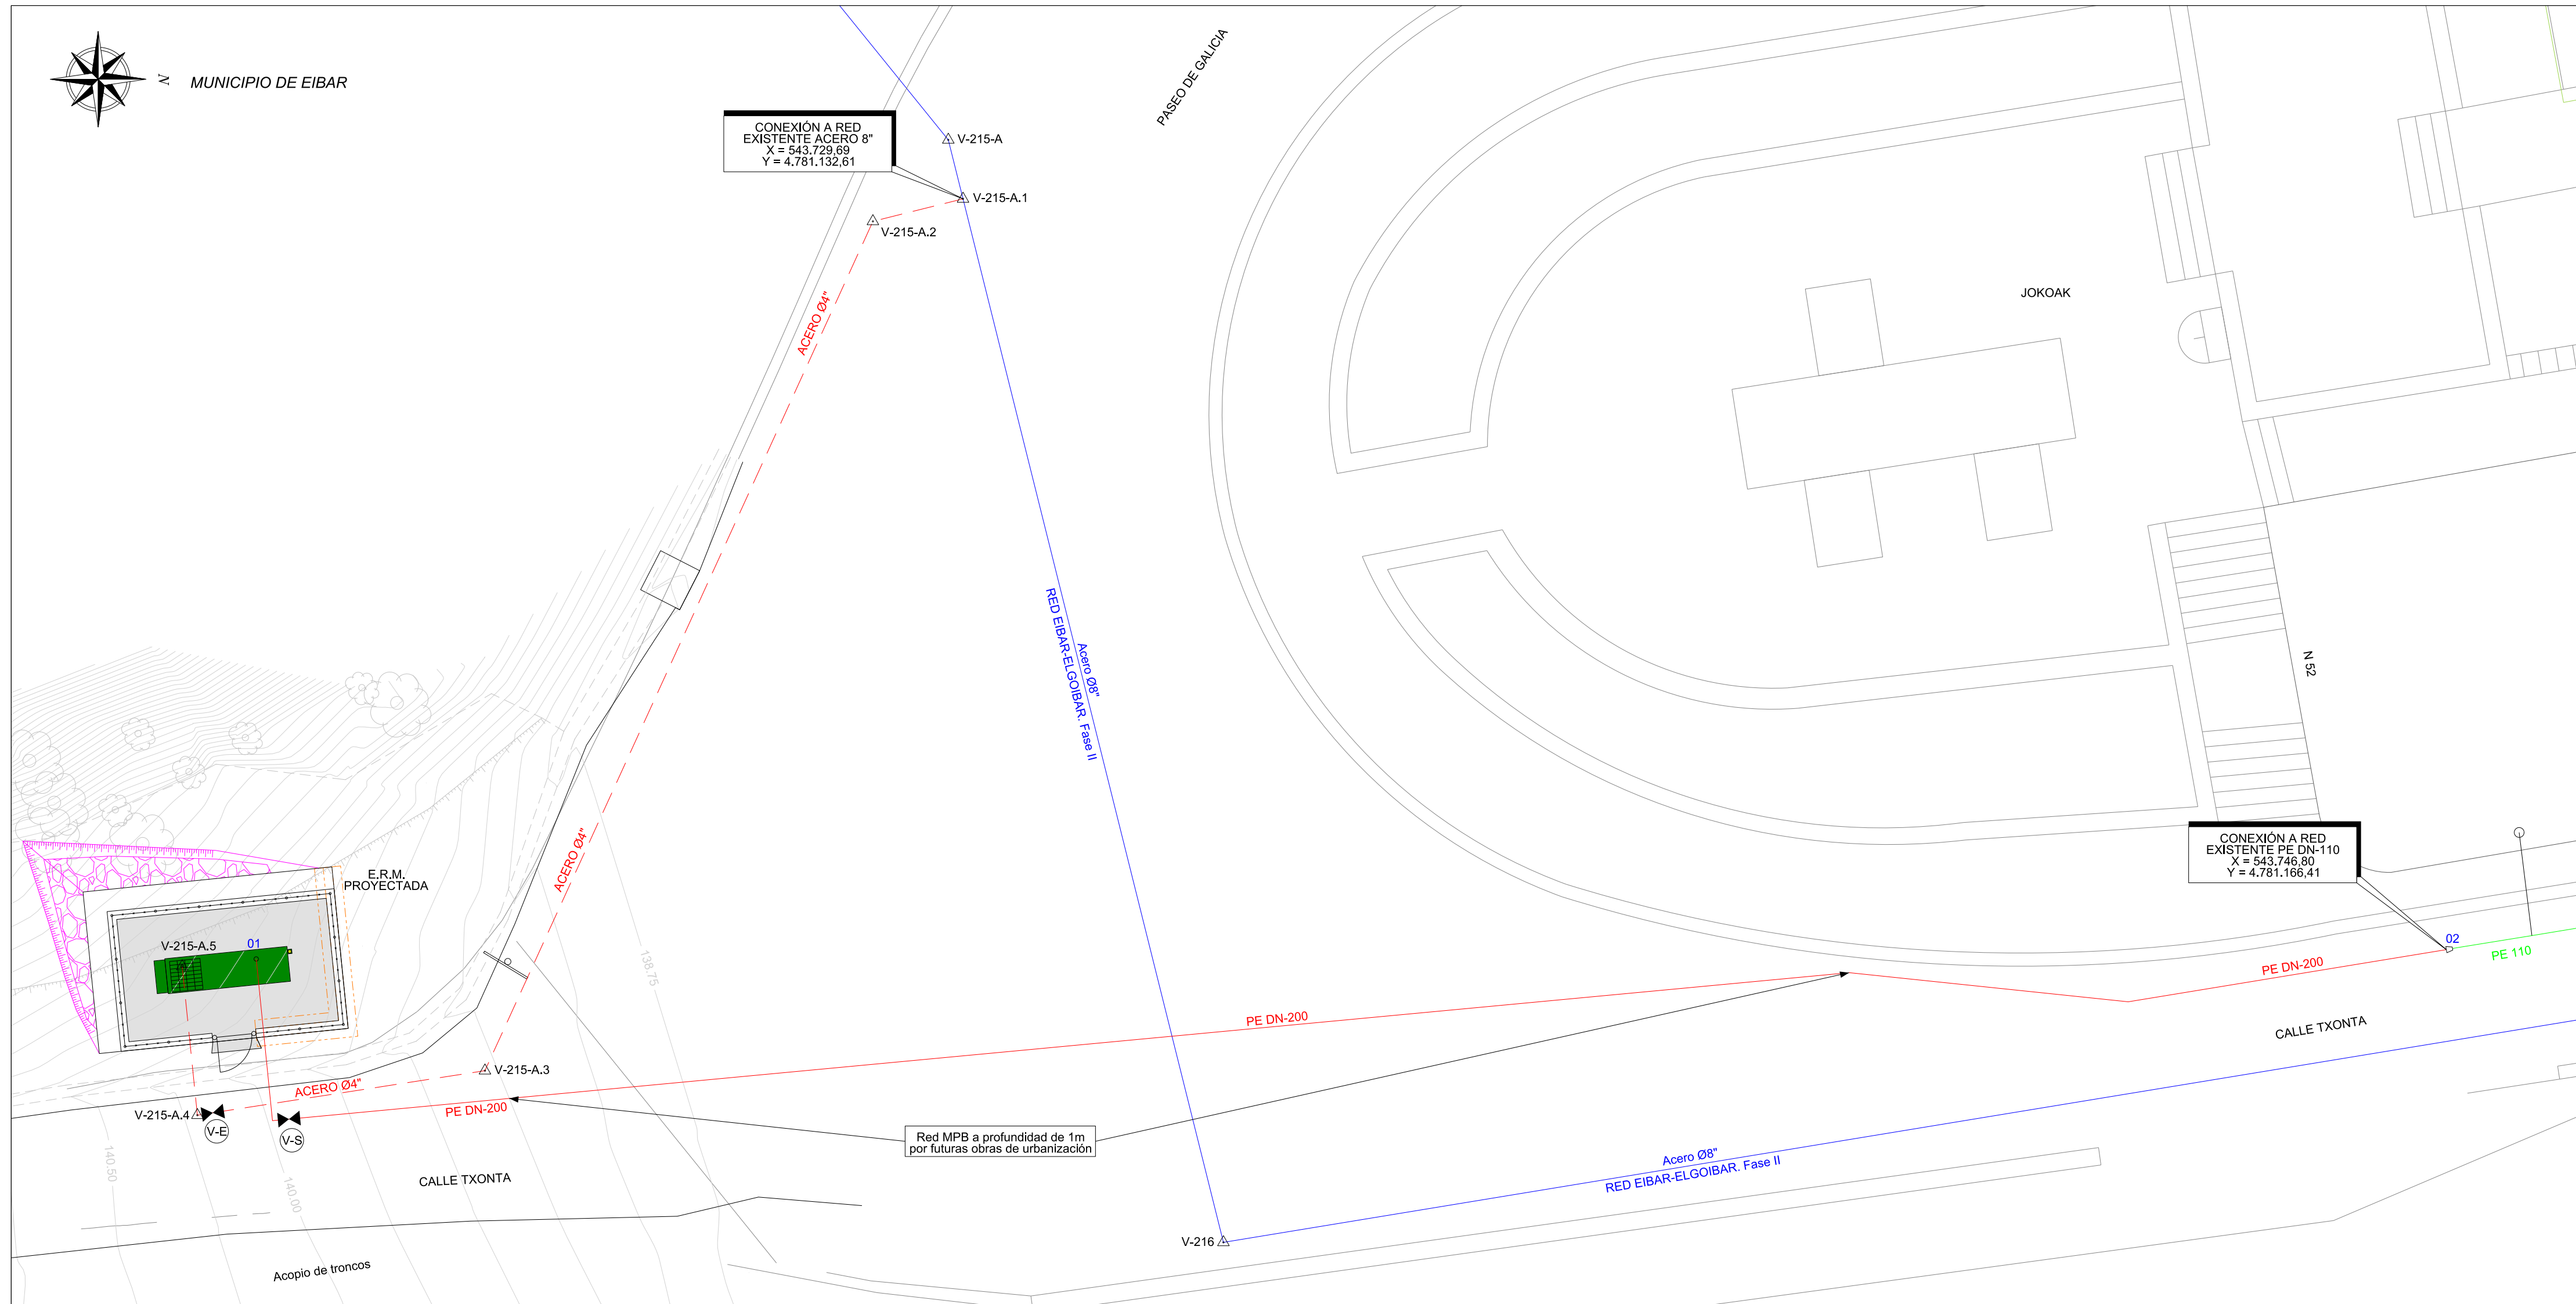 N
MUNICIPIO DE EIBAR
PASEO DE GALICIA
CONEXIÓN A RED
EXISTENTE ACERO 8"
X = 543.729,69
Y = 4.781.132,61
V-215-A
V-215-A.1
V-215-A.2
JOKOAK
ACERO Ø4"
Acero Ø8"
RED EIBAR-ELGOIBAR. Fase II
N 52
ACERO Ø4"
CONEXIÓN A RED
EXISTENTE PE DN-110
X = 543.746,80
Y = 4.781.166,41
E.R.M.
PROYECTADA
V-215-A.5
01
138.75
02
PE 110
PE DN-200
PE DN-200
CALLE TXONTA
V-215-A.3
ACERO Ø4"
PE DN-200
V-215-A.4
V-E
V-S
Red MPB a profundidad de 1m
por futuras obras de urbanización
140.50
140.00
CALLE TXONTA
Acero Ø8"
RED EIBAR-ELGOIBAR. Fase II
V-216
Acopio de troncos